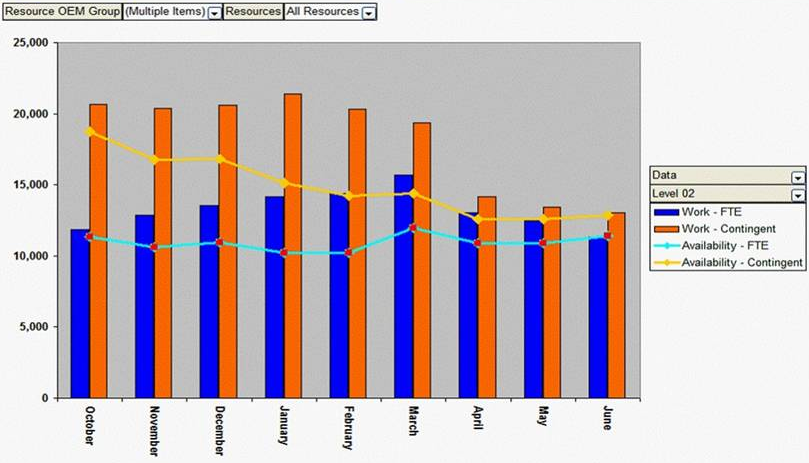 Resource OEM Group (Multiple Items) Resources All Resources
25,000
20,000
15,000
10,000
5,000
0
October
November
December
January
February
March
April
May
June
Data
Level 02
Work - FTE
Work - Contingent
Availability - FTE
Availability - Contingent